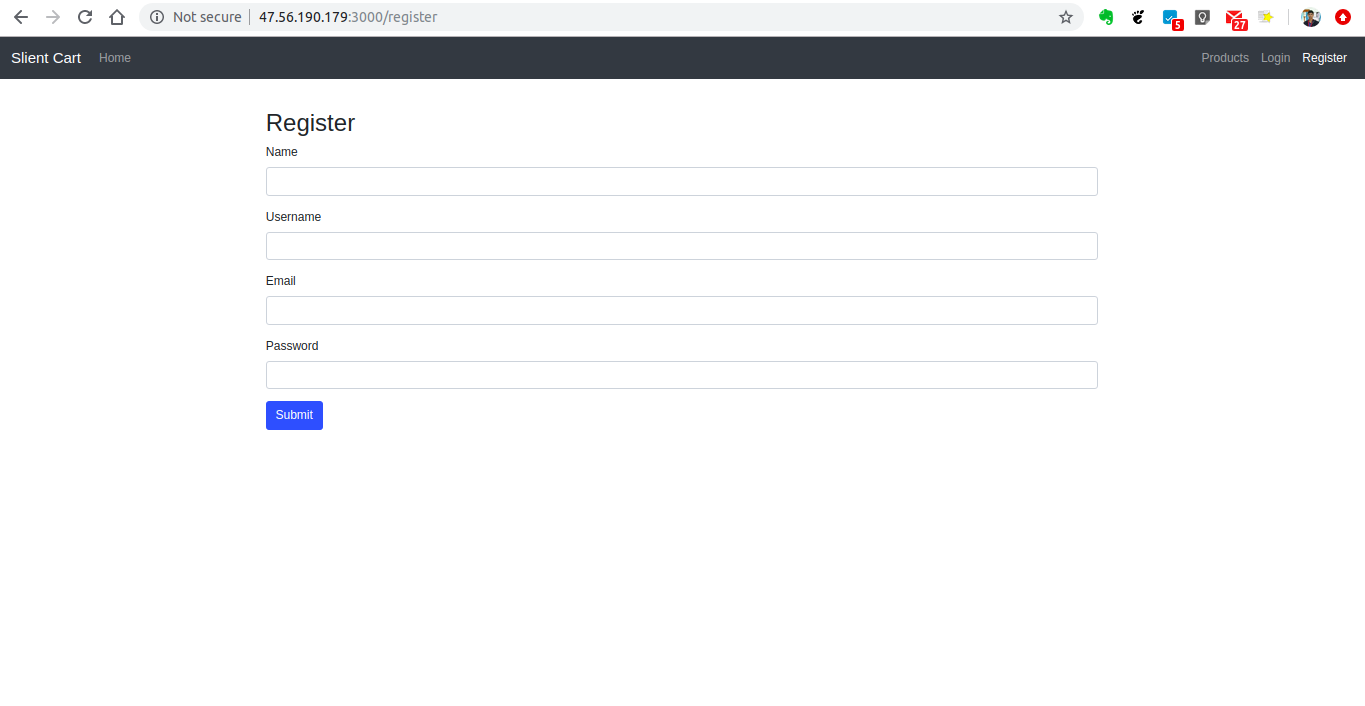 Not secure | 47.56.190.179:3000/register
5
27
Slient Cart Home Products Login Register
Register
Name
Username
Email
Password
Submit